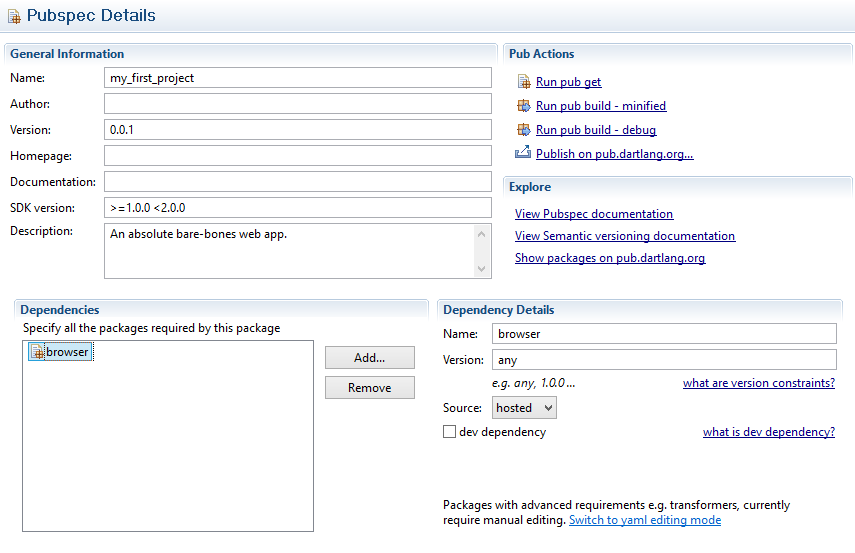 Pubspec Details
General Information
Name: my_first_project
Author:
Version: 0.0.1
Homepage:
Documentation:
SDK version: >=1.0.0 <2.0.0
Description: An absolute bare-bones web app.
Pub Actions
Run pub get
Run pub build - minified
Run pub build - debug
Publish on pub.dartlang.org...
Explore
View Pubspec documentation
View Semantic versioning documentation
Show packages on pub.dartlang.org
Dependencies
Specify all the packages required by this package
browser
Add...
Remove
Dependency Details
Name: browser
Version: any
e.g. any, 1.0.0 ... what are version constraints?
Source: hosted
dev dependency what is dev dependency?
Packages with advanced requirements e.g. transformers, currently
require manual editing. Switch to yaml editing mode